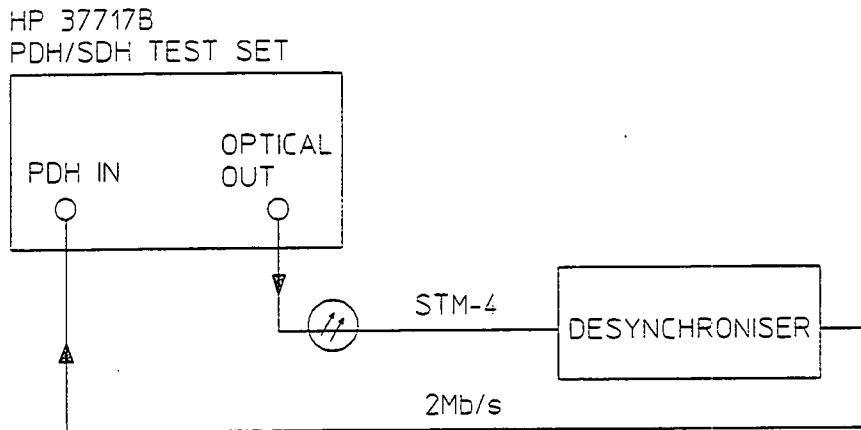 HP 37717B
PDH/SDH TEST SET
PDH IN
OPTICAL
OUT
STM-4
DESYNCHRONISER
2Mb/s